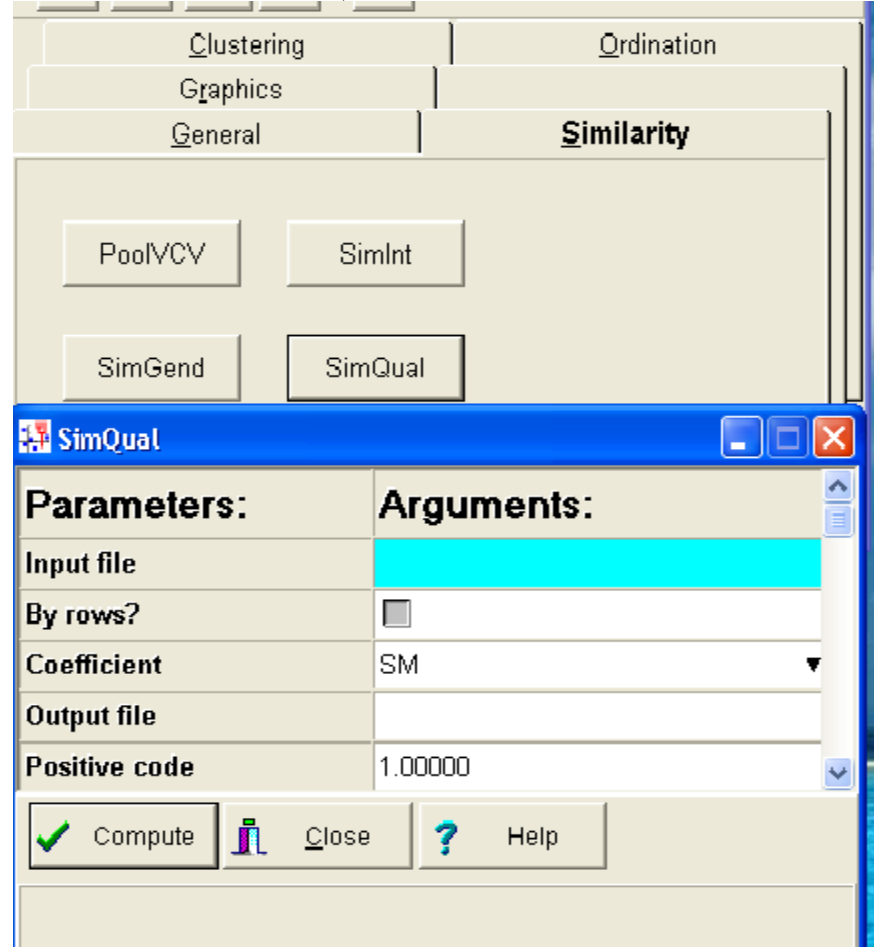 Clustering Ordination
Graphics
General Similarity
PoolVCV SimInt
SimGend SimQual
SimQual
Parameters: Arguments:
Input file
By rows?
Coefficient SM
Output file
Positive code 1.00000
Compute Close ? Help